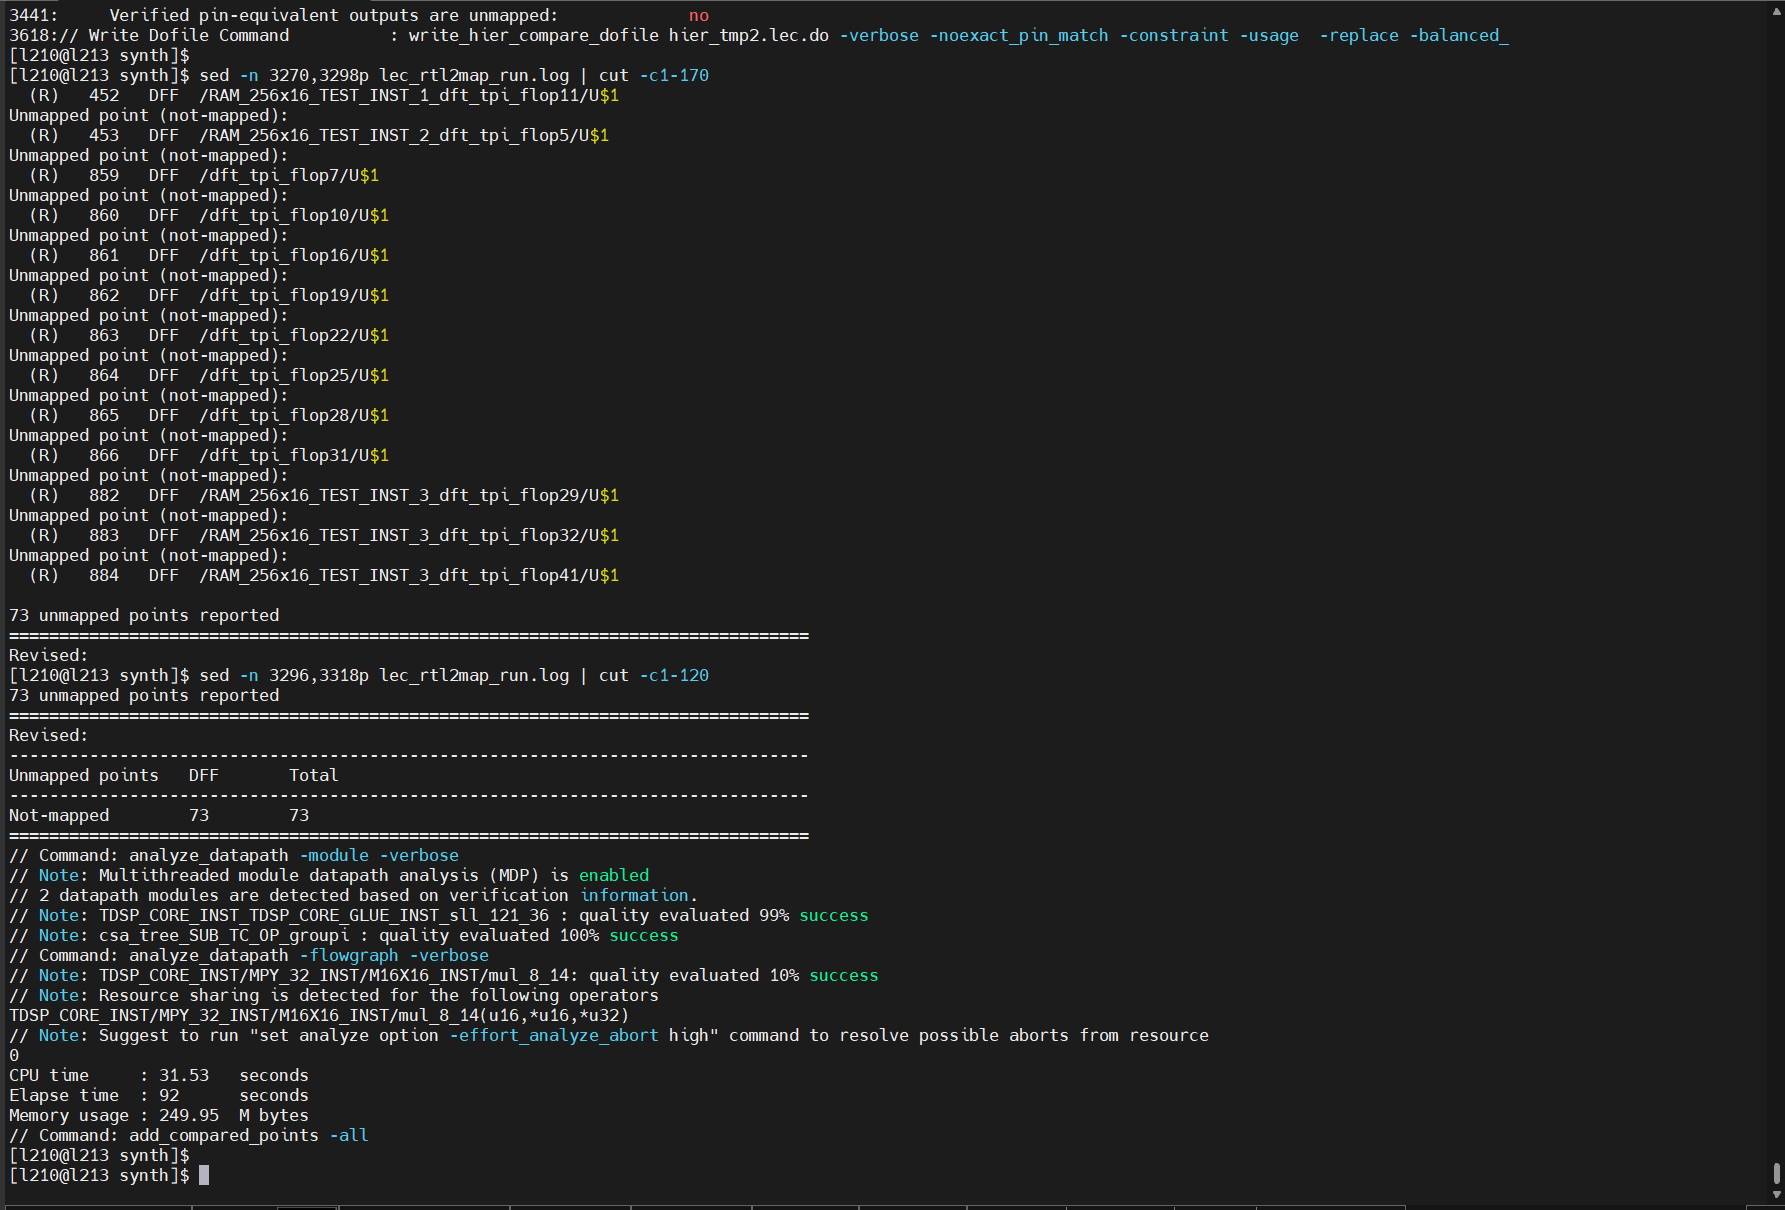 3441:     Verified pin-equivalent outputs are unmapped:             no
3618:// Write Dofile Command          : write_hier_compare_dofile hier_tmp2.lec.do -verbose -noexact_pin_match -constraint -usage  -replace -balanced_
[l210@l213 synth]$
[l210@l213 synth]$ sed -n 3270,3298p lec_rtl2map_run.log | cut -c1-170
  (R)   452   DFF  /RAM_256x16_TEST_INST_1_dft_tpi_flop11/U$1
Unmapped point (not-mapped):
  (R)   453   DFF  /RAM_256x16_TEST_INST_2_dft_tpi_flop5/U$1
Unmapped point (not-mapped):
  (R)   859   DFF  /dft_tpi_flop7/U$1
Unmapped point (not-mapped):
  (R)   860   DFF  /dft_tpi_flop10/U$1
Unmapped point (not-mapped):
  (R)   861   DFF  /dft_tpi_flop16/U$1
Unmapped point (not-mapped):
  (R)   862   DFF  /dft_tpi_flop19/U$1
Unmapped point (not-mapped):
  (R)   863   DFF  /dft_tpi_flop22/U$1
Unmapped point (not-mapped):
  (R)   864   DFF  /dft_tpi_flop25/U$1
Unmapped point (not-mapped):
  (R)   865   DFF  /dft_tpi_flop28/U$1
Unmapped point (not-mapped):
  (R)   866   DFF  /dft_tpi_flop31/U$1
Unmapped point (not-mapped):
  (R)   882   DFF  /RAM_256x16_TEST_INST_3_dft_tpi_flop29/U$1
Unmapped point (not-mapped):
  (R)   883   DFF  /RAM_256x16_TEST_INST_3_dft_tpi_flop32/U$1
Unmapped point (not-mapped):
  (R)   884   DFF  /RAM_256x16_TEST_INST_3_dft_tpi_flop41/U$1

73 unmapped points reported
================================================================================
Revised:
[l210@l213 synth]$ sed -n 3296,3318p lec_rtl2map_run.log | cut -c1-120
73 unmapped points reported
================================================================================
Revised:
--------------------------------------------------------------------------------
Unmapped points   DFF       Total
--------------------------------------------------------------------------------
Not-mapped        73        73
================================================================================
// Command: analyze_datapath -module -verbose
// Note: Multithreaded module datapath analysis (MDP) is enabled
// 2 datapath modules are detected based on verification information.
// Note: TDSP_CORE_INST_TDSP_CORE_GLUE_INST_sll_121_36 : quality evaluated 99% success
// Note: csa_tree_SUB_TC_OP_groupi : quality evaluated 100% success
// Command: analyze_datapath -flowgraph -verbose
// Note: TDSP_CORE_INST/MPY_32_INST/M16X16_INST/mul_8_14: quality evaluated 10% success
// Note: Resource sharing is detected for the following operators
TDSP_CORE_INST/MPY_32_INST/M16X16_INST/mul_8_14(u16,*u16,*u32)
// Note: Suggest to run "set analyze option -effort_analyze_abort high" command to resolve possible aborts from resource
0
CPU time     : 31.53   seconds
Elapse time  : 92      seconds
Memory usage : 249.95  M bytes
// Command: add_compared_points -all
[l210@l213 synth]$
[l210@l213 synth]$